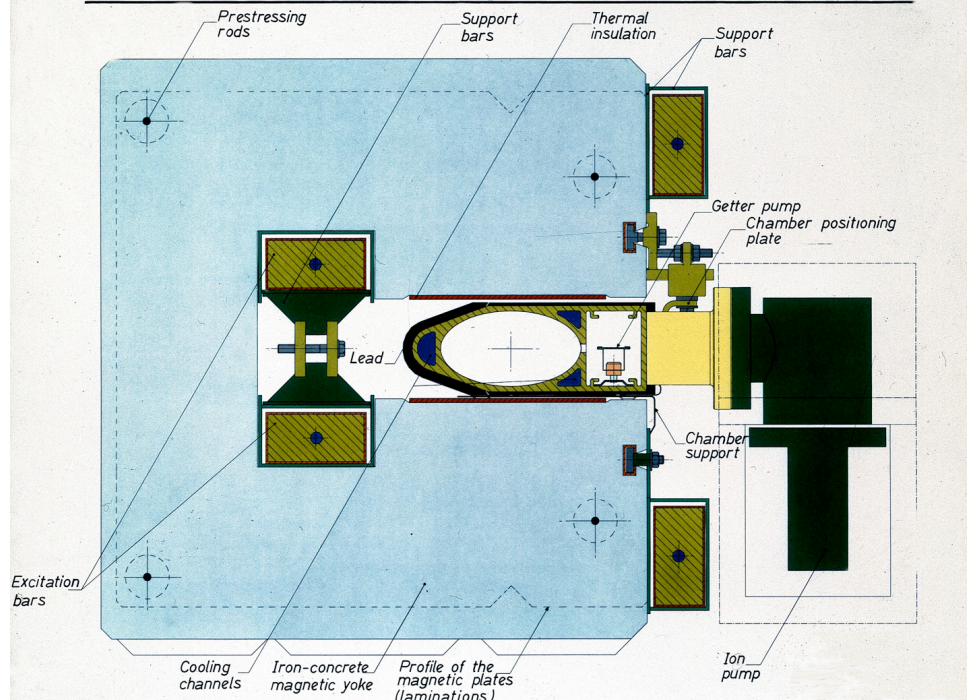 Prestressing
rods
Support
bars
Thermal
insulation
Support
bars
Getter pump
Chamber positioning
plate
Lead
Chamber
support
Excitation
bars
Cooling
channels
Iron-concrete
magnetic yoke
Profile of the
magnetic plates
(laminations)
Ion
pump